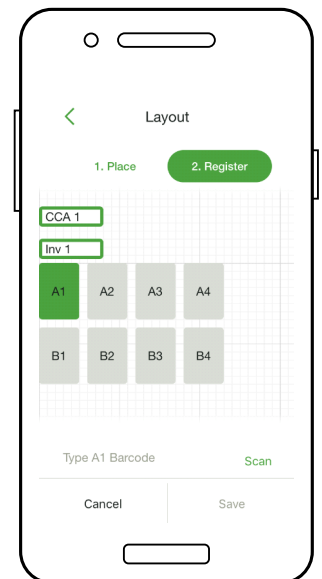 Layout
1. Place 2. Register
CCA 1
Inv 1
A1 A2 A3 A4
B1 B2 B3 B4
Type A1 Barcode Scan
Cancel Save